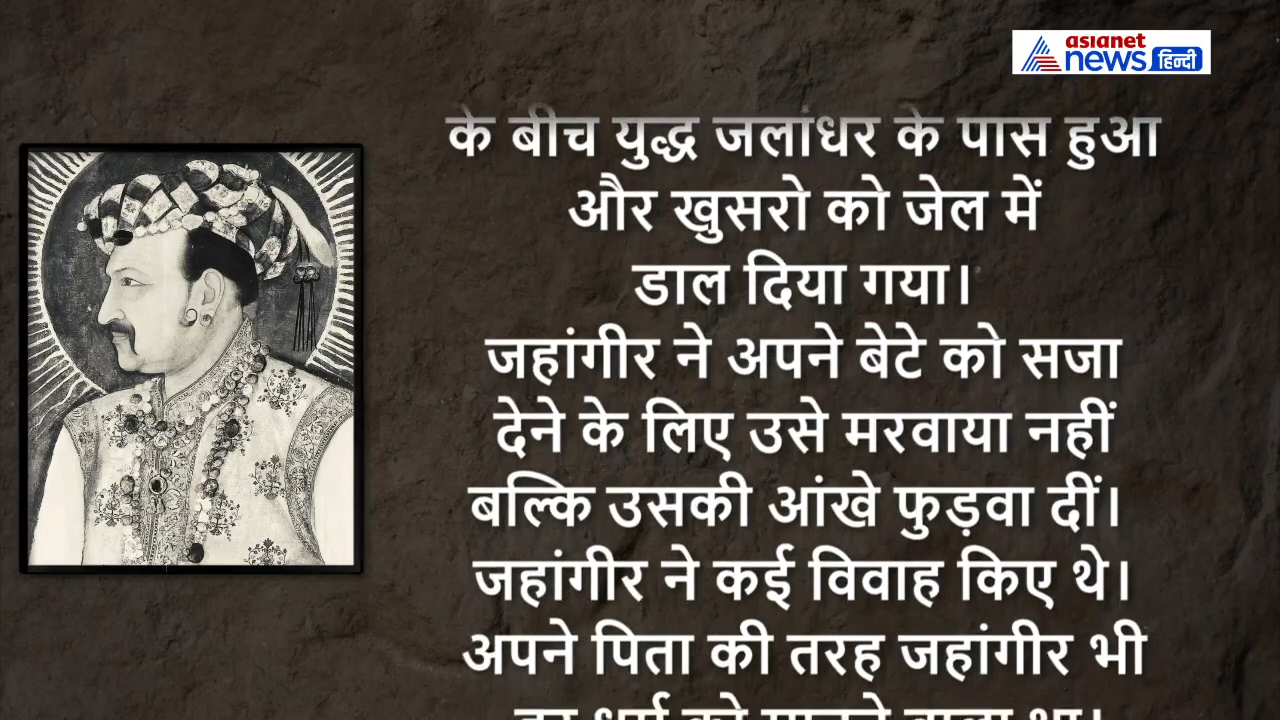 asianet
news हिन्दी
के बीच युद्ध जलांधर के पास हुआ
और खुसरो को जेल में
डाल दिया गया।
जहांगीर ने अपने बेटे को सजा
देने के लिए उसे मरवाया नहीं
बल्कि उसकी आंखे फुड़वा दीं।
जहांगीर ने कई विवाह किए थे।
अपने पिता की तरह जहांगीर भी